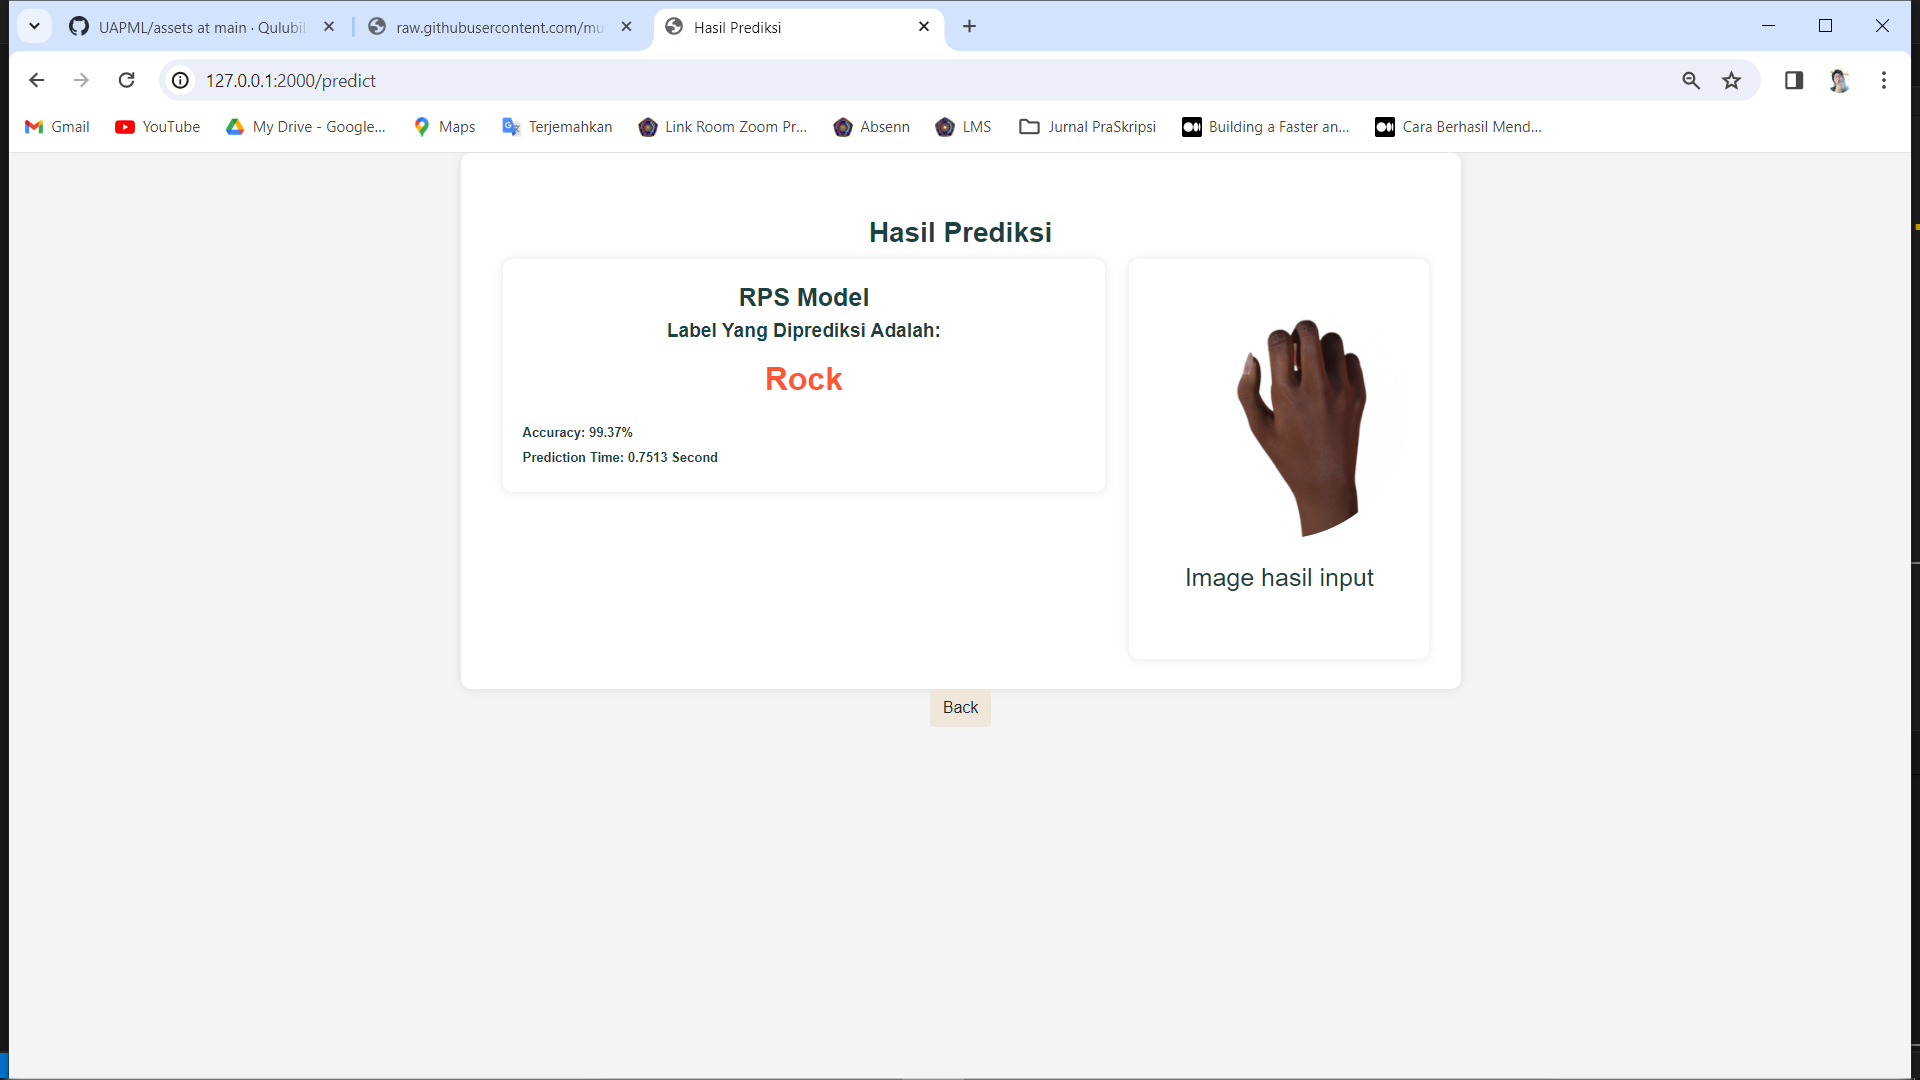 UAPML/assets at main · Qulubil
raw.githubusercontent.com/mu
Hasil Prediksi
127.0.0.1:2000/predict
Gmail
YouTube
My Drive - Google...
Maps
Terjemahkan
Link Room Zoom Pr...
Absenn
LMS
Jurnal PraSkripsi
Building a Faster an...
Cara Berhasil Mend...
Hasil Prediksi
RPS Model
Label Yang Diprediksi Adalah:
Rock
Accuracy: 99.37%
Prediction Time: 0.7513 Second
Image hasil input
Back